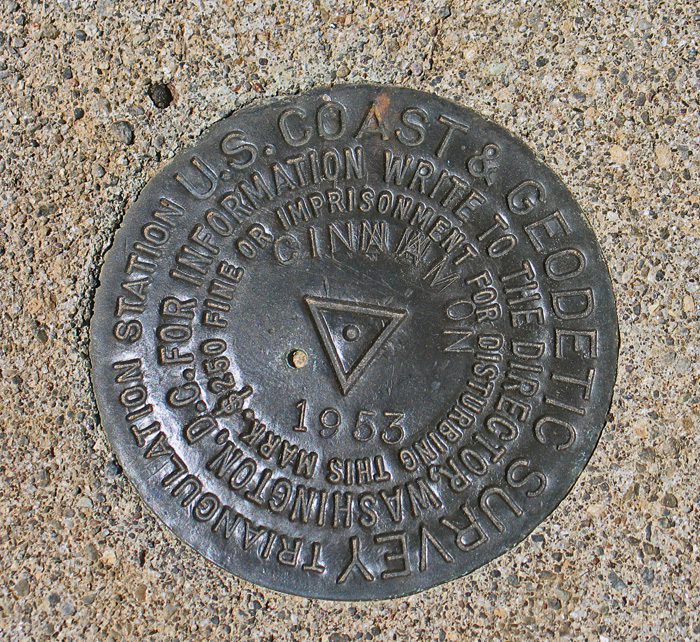 U.S. COAST & GEODETIC SURVEY
TRIANGULATION STATION
FOR INFORMATION WRITE TO THE DIRECTOR, WASHINGTON, D.C.
$250 FINE OR IMPRISONMENT FOR DISTURBING THIS MARK.
CINNAMON
1953